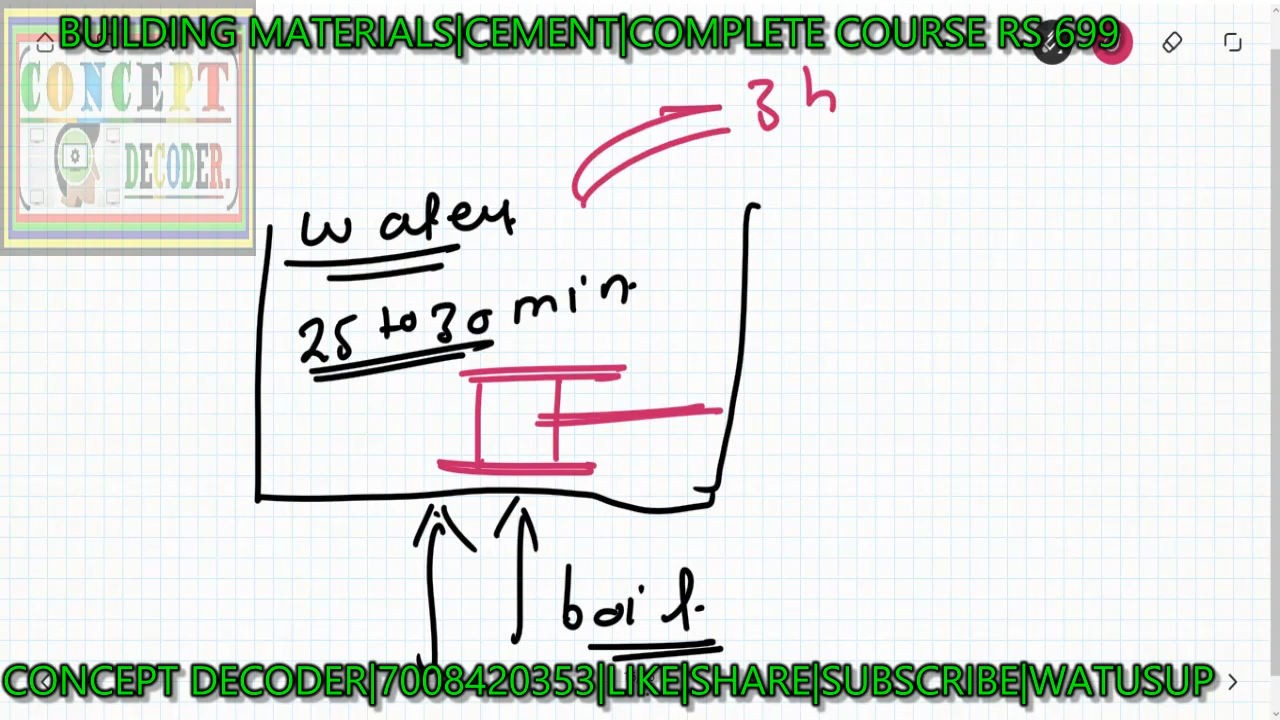 BUILDING MATERIALS|CEMENT|COMPLETE COURSE RS 699
CONCEPT
DECODER.
3 h
water
25 to 30 min.
boil.
CONCEPT DECODER|7008420353|LIKE|SHARE|SUBSCRIBE|WATUSUP